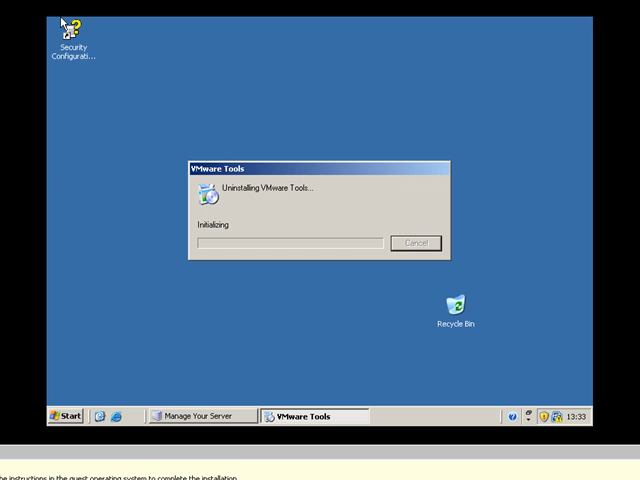 Security
Configurati...
VMware Tools
Uninstalling VMware Tools...
Initializing
Cancel
Recycle Bin
Start
Manage Your Server
VMware Tools
13:33
he instructions in the guest operating system to complete the installation.